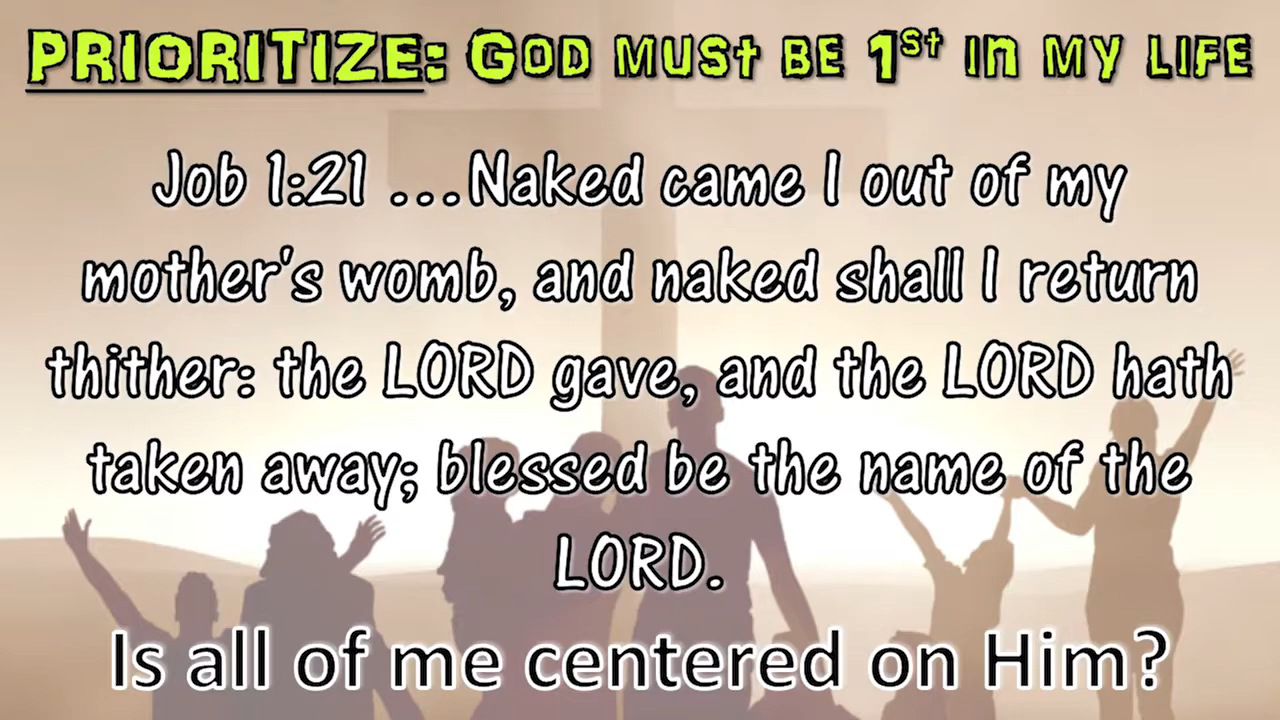 PRIORITIZE: GOD MUST BE 1st IN MY LIFE
Job 1:21 ...Naked came I out of my
mother's womb, and naked shall I return
thither: the LORD gave, and the LORD hath
taken away; blessed be the name of the
LORD.
Is all of me centered on Him?